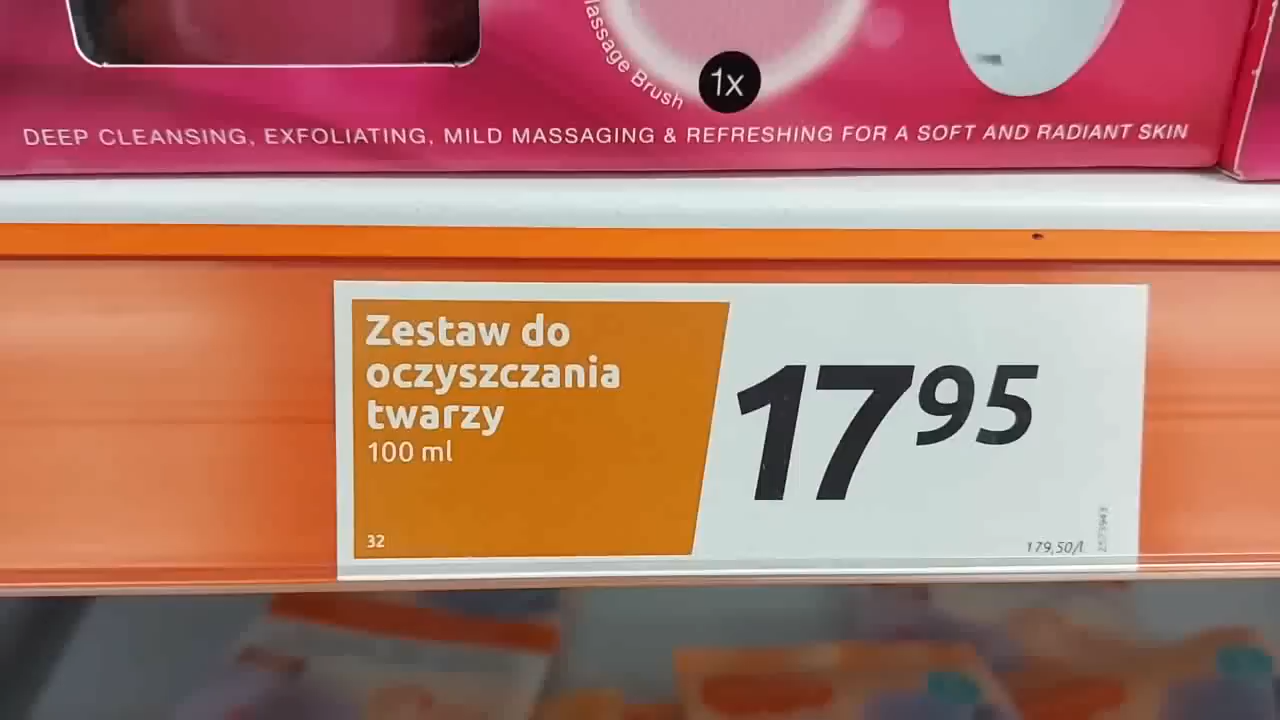 Massage Brush
1x
DEEP CLEANSING, EXFOLIATING, MILD MASSAGING & REFRESHING FOR A SOFT AND RADIANT SKIN
Zestaw do
oczyszczania
twarzy
100 ml
32
1795
179,50/l